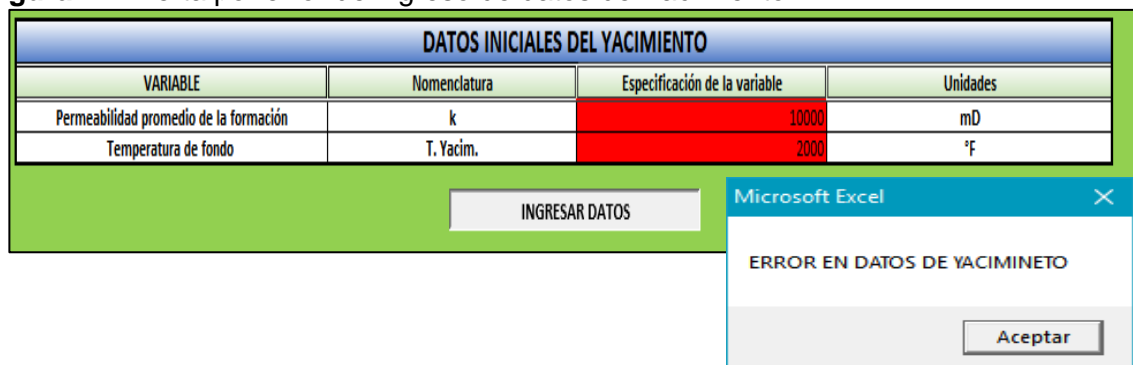 DATOS INICIALES DEL YACIMIENTO
VARIABLE Nomenclatura Especificación de la variable Unidades
Permeabilidad promedio de la formación k 10000 mD
Temperatura de fondo T. Yacim. 2000 °F
INGRESAR DATOS
Microsoft Excel
ERROR EN DATOS DE YACIMINETO
Aceptar